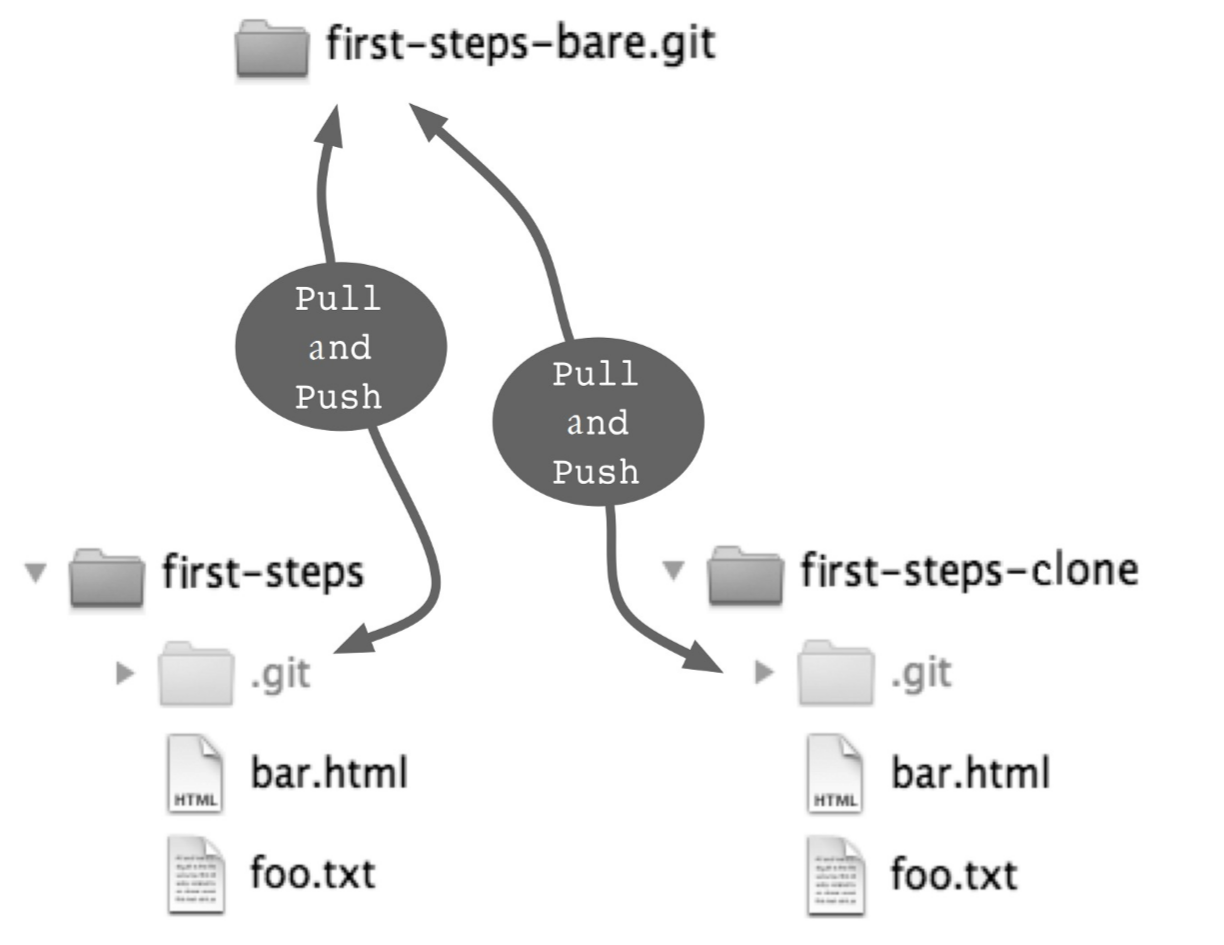 first-steps-bare.git
Pull
and
Push
Pull
and
Push
first-steps
.git
HTML
bar.html
foo.txt
first-steps-clone
.git
HTML
bar.html
foo.txt